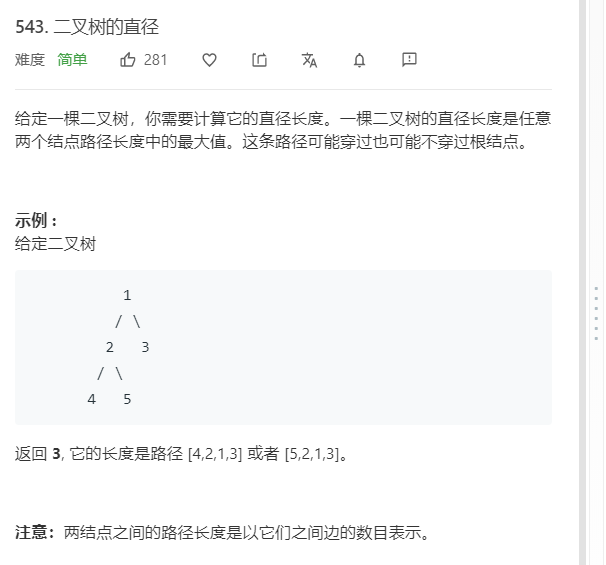 543. 二叉树的直径
难度 简单 281
给定一棵二叉树，你需要计算它的直径长度。一棵二叉树的直径长度是任意
两个结点路径长度中的最大值。这条路径可能穿过也可能不穿过根结点。
示例 :
给定二叉树
1
/ \
2 3
/ \
4 5
返回 3, 它的长度是路径 [4,2,1,3] 或者 [5,2,1,3]。
注意：两结点之间的路径长度是以它们之间边的数目表示。